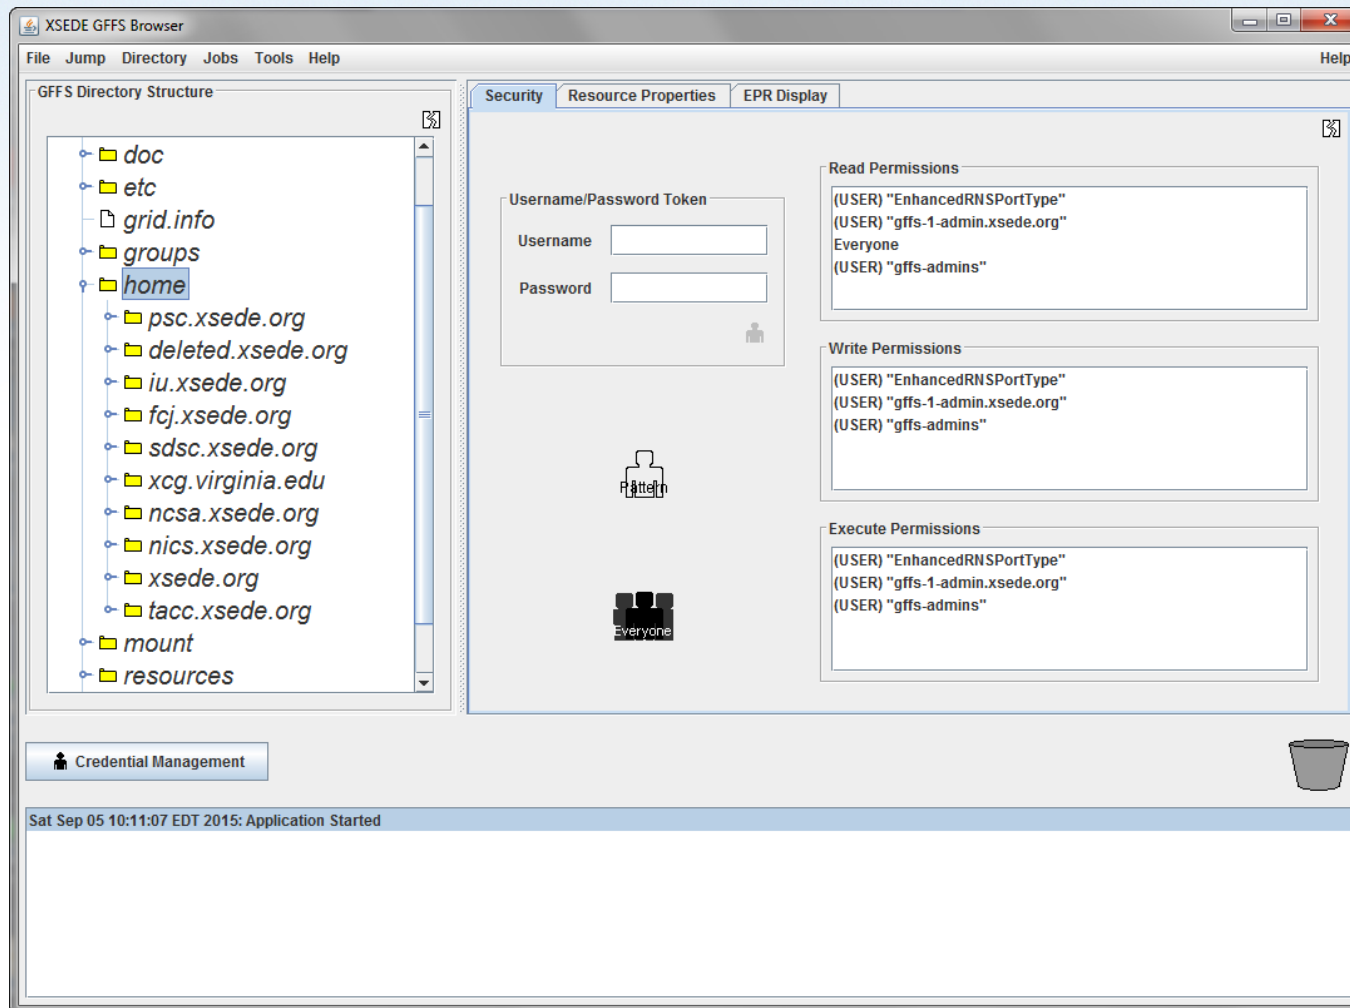 XSEDE GFFS Browser
File Jump Directory Jobs Tools Help Help
GFFS Directory Structure
doc
etc
grid.info
groups
home
psc.xsede.org
deleted.xsede.org
iu.xsede.org
fcj.xsede.org
sdsc.xsede.org
xcg.virginia.edu
ncsa.xsede.org
nics.xsede.org
xsede.org
tacc.xsede.org
mount
resources
Security Resource Properties EPR Display
Username/Password Token
Username
Password
Pattern
Everyone
Read Permissions
(USER) "EnhancedRNSPortType"
(USER) "gffs-1-admin.xsede.org"
Everyone
(USER) "gffs-admins"
Write Permissions
(USER) "EnhancedRNSPortType"
(USER) "gffs-1-admin.xsede.org"
(USER) "gffs-admins"
Execute Permissions
(USER) "EnhancedRNSPortType"
(USER) "gffs-1-admin.xsede.org"
(USER) "gffs-admins"
Credential Management
Sat Sep 05 10:11:07 EDT 2015: Application Started